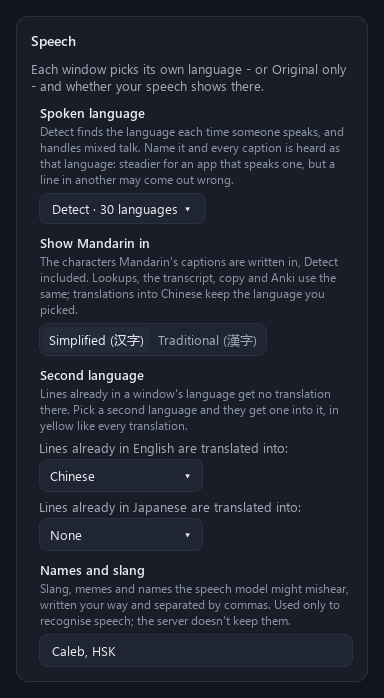 Speech
Each window picks its own language - or Original only
- and whether your speech shows there.
Spoken language
Detect finds the language each time someone speaks, and
handles mixed talk. Name it and every caption is heard as
that language: steadier for an app that speaks one, but a
line in another may come out wrong.
Detect · 30 languages
Show Mandarin in
The characters Mandarin's captions are written in, Detect
included. Lookups, the transcript, copy and Anki use the
same; translations into Chinese keep the language you
picked.
Simplified (汉字) Traditional (漢字)
Second language
Lines already in a window's language get no translation
there. Pick a second language and they get one into it, in
yellow like every translation.
Lines already in English are translated into:
Chinese
Lines already in Japanese are translated into:
None
Names and slang
Slang, memes and names the speech model might mishear,
written your way and separated by commas. Used only to
recognise speech; the server doesn't keep them.
Caleb, HSK